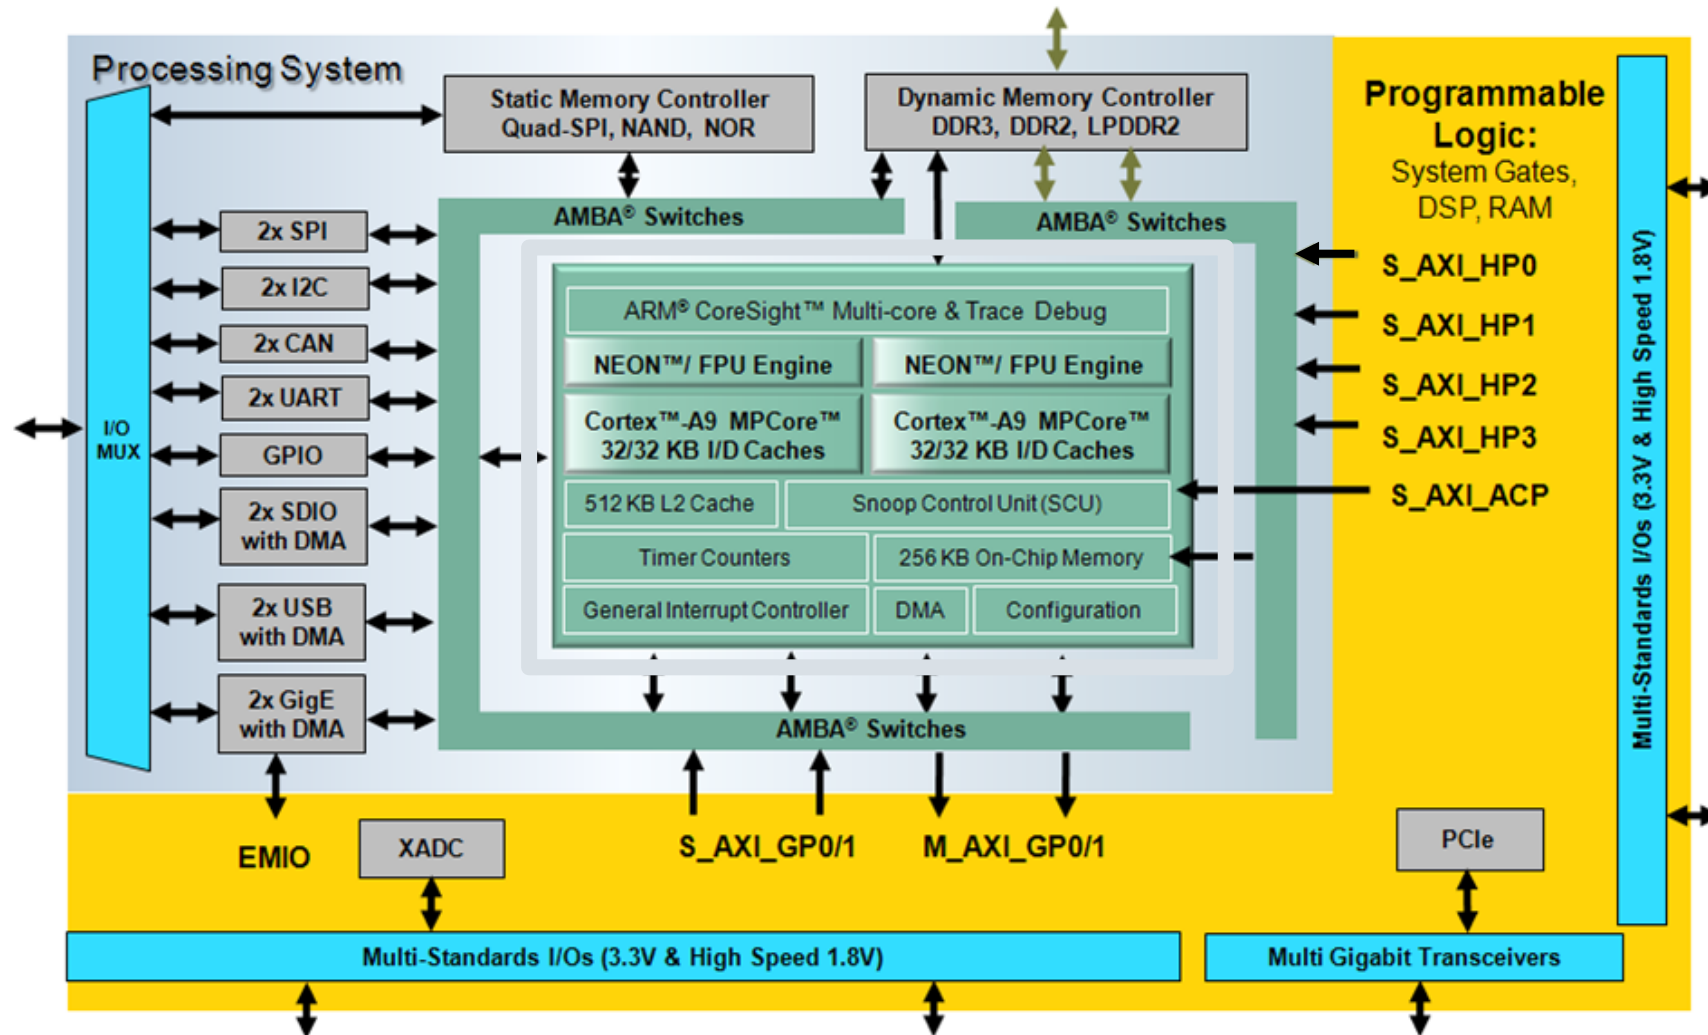 Processing System
Static Memory Controller
Quad-SPI, NAND, NOR
Dynamic Memory Controller
DDR3, DDR2, LPDDR2
Programmable
Logic:
System Gates,
DSP, RAM
AMBA® Switches
AMBA® Switches
I/O
MUX
2x SPI
2x I2C
2x CAN
2x UART
GPIO
2x SDIO
with DMA
2x USB
with DMA
2x GigE
with DMA
ARM® CoreSight™ Multi-core & Trace Debug
NEON™/ FPU Engine
NEON™/ FPU Engine
Cortex™-A9 MPCore™
32/32 KB I/D Caches
Cortex™-A9 MPCore™
32/32 KB I/D Caches
512 KB L2 Cache
Snoop Control Unit (SCU)
Timer Counters
256 KB On-Chip Memory
General Interrupt Controller
DMA
Configuration
AMBA® Switches
S_AXI_HP0
S_AXI_HP1
S_AXI_HP2
S_AXI_HP3
S_AXI_ACP
Multi-Standards I/Os (3.3V & High Speed 1.8V)
EMIO
XADC
S_AXI_GP0/1
M_AXI_GP0/1
PCIe
Multi-Standards I/Os (3.3V & High Speed 1.8V)
Multi Gigabit Transceivers